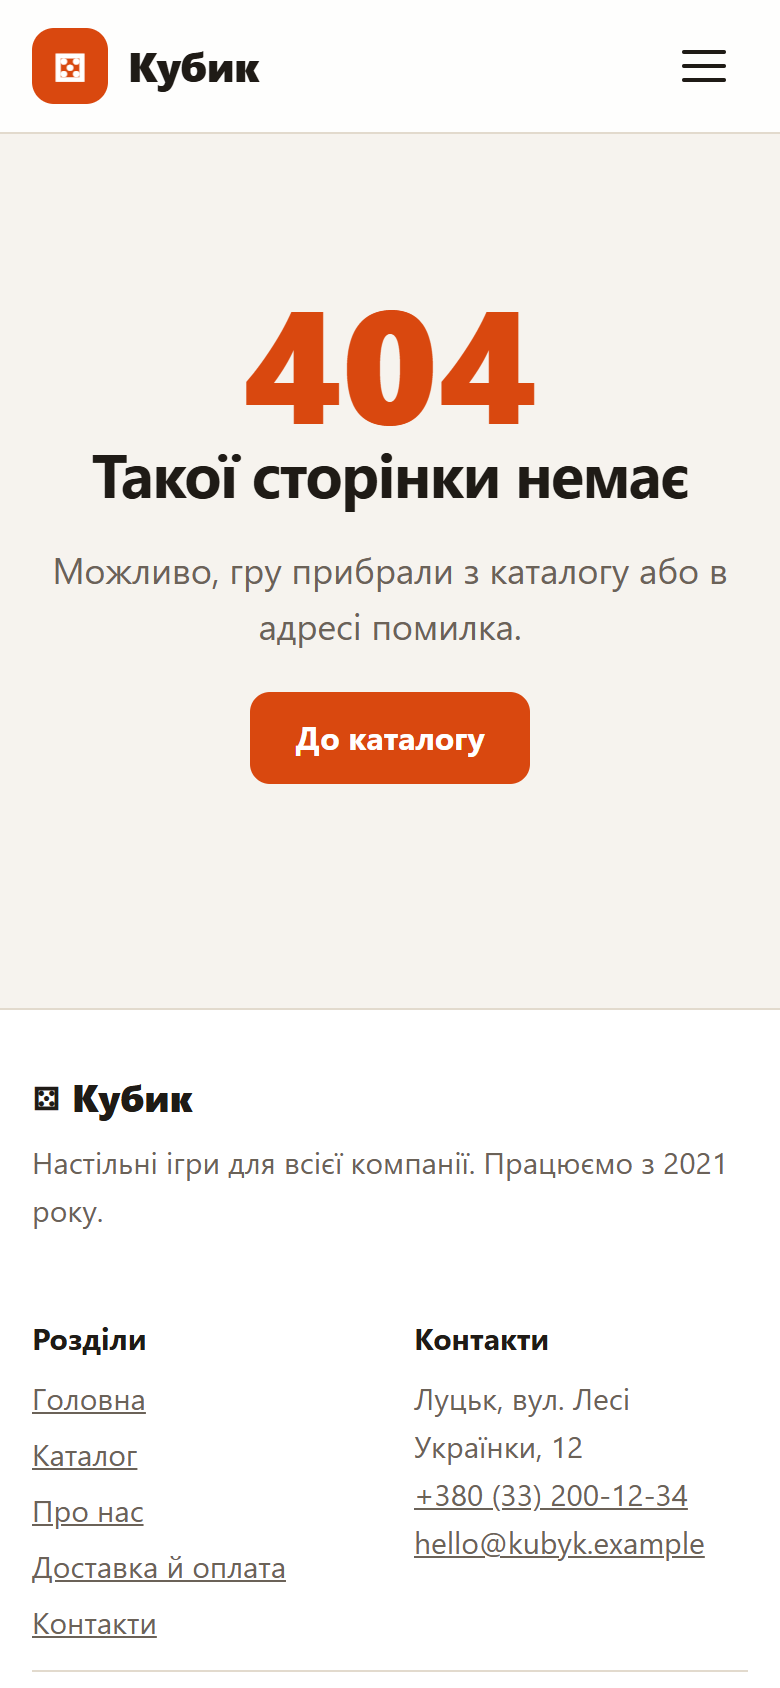 Кубик
404
Такої сторінки немає
Можливо, гру прибрали з каталогу або в
адресі помилка.
До каталогу
Кубик
Настільні ігри для всієї компанії. Працюємо з 2021
року.
Розділи
Головна
Каталог
Про нас
Доставка й оплата
Контакти
Контакти
Луцьк, вул. Лесі
Українки, 12
+380 (33) 200-12-34
hello@kubyk.example